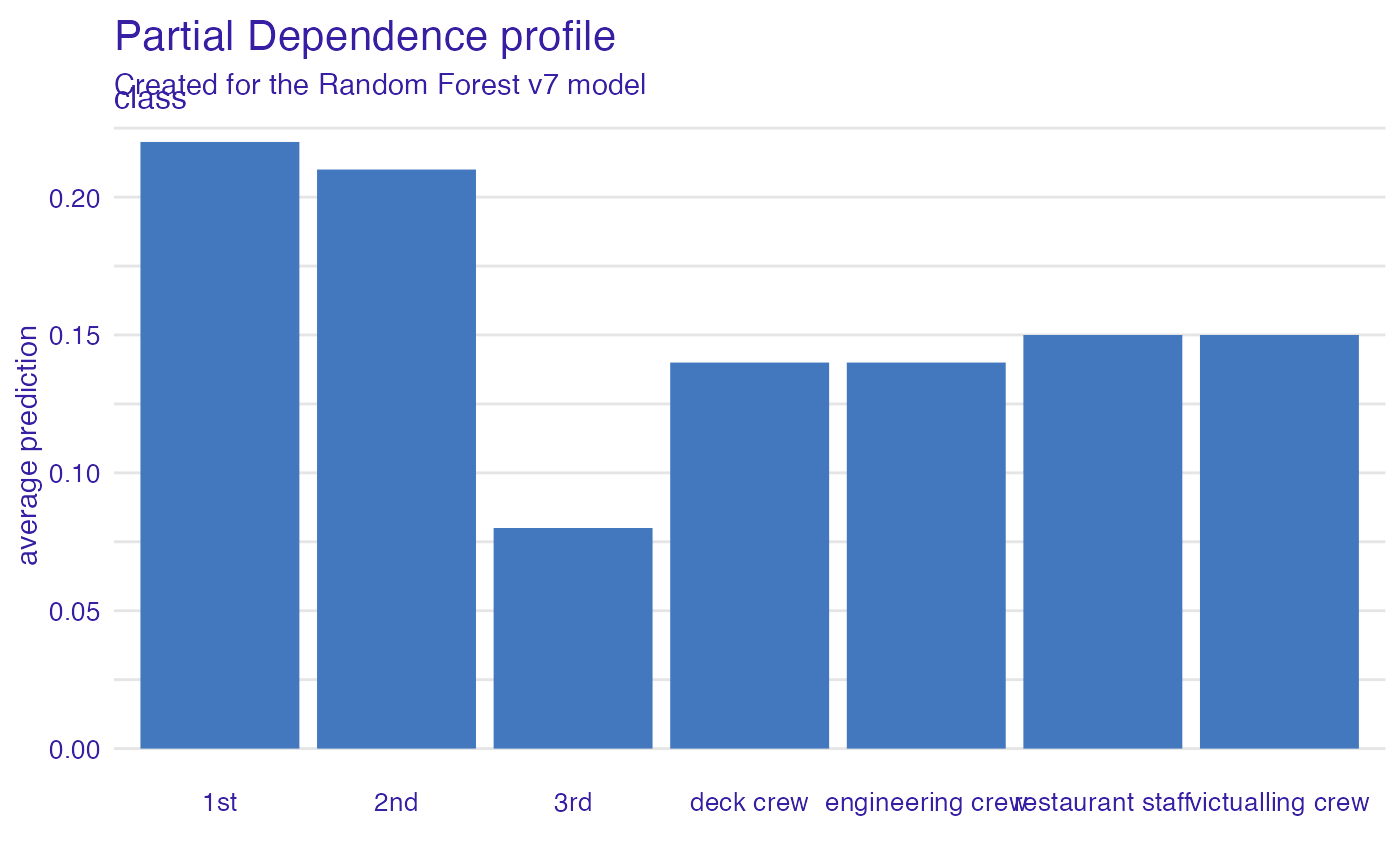 Partial Dependence profile
Created for the Random Forest v7 model
class
average prediction
0.20
0.15
0.10
0.05
0.00
1st 2nd 3rd deck crew engineering crew restaurant staff victualling crew